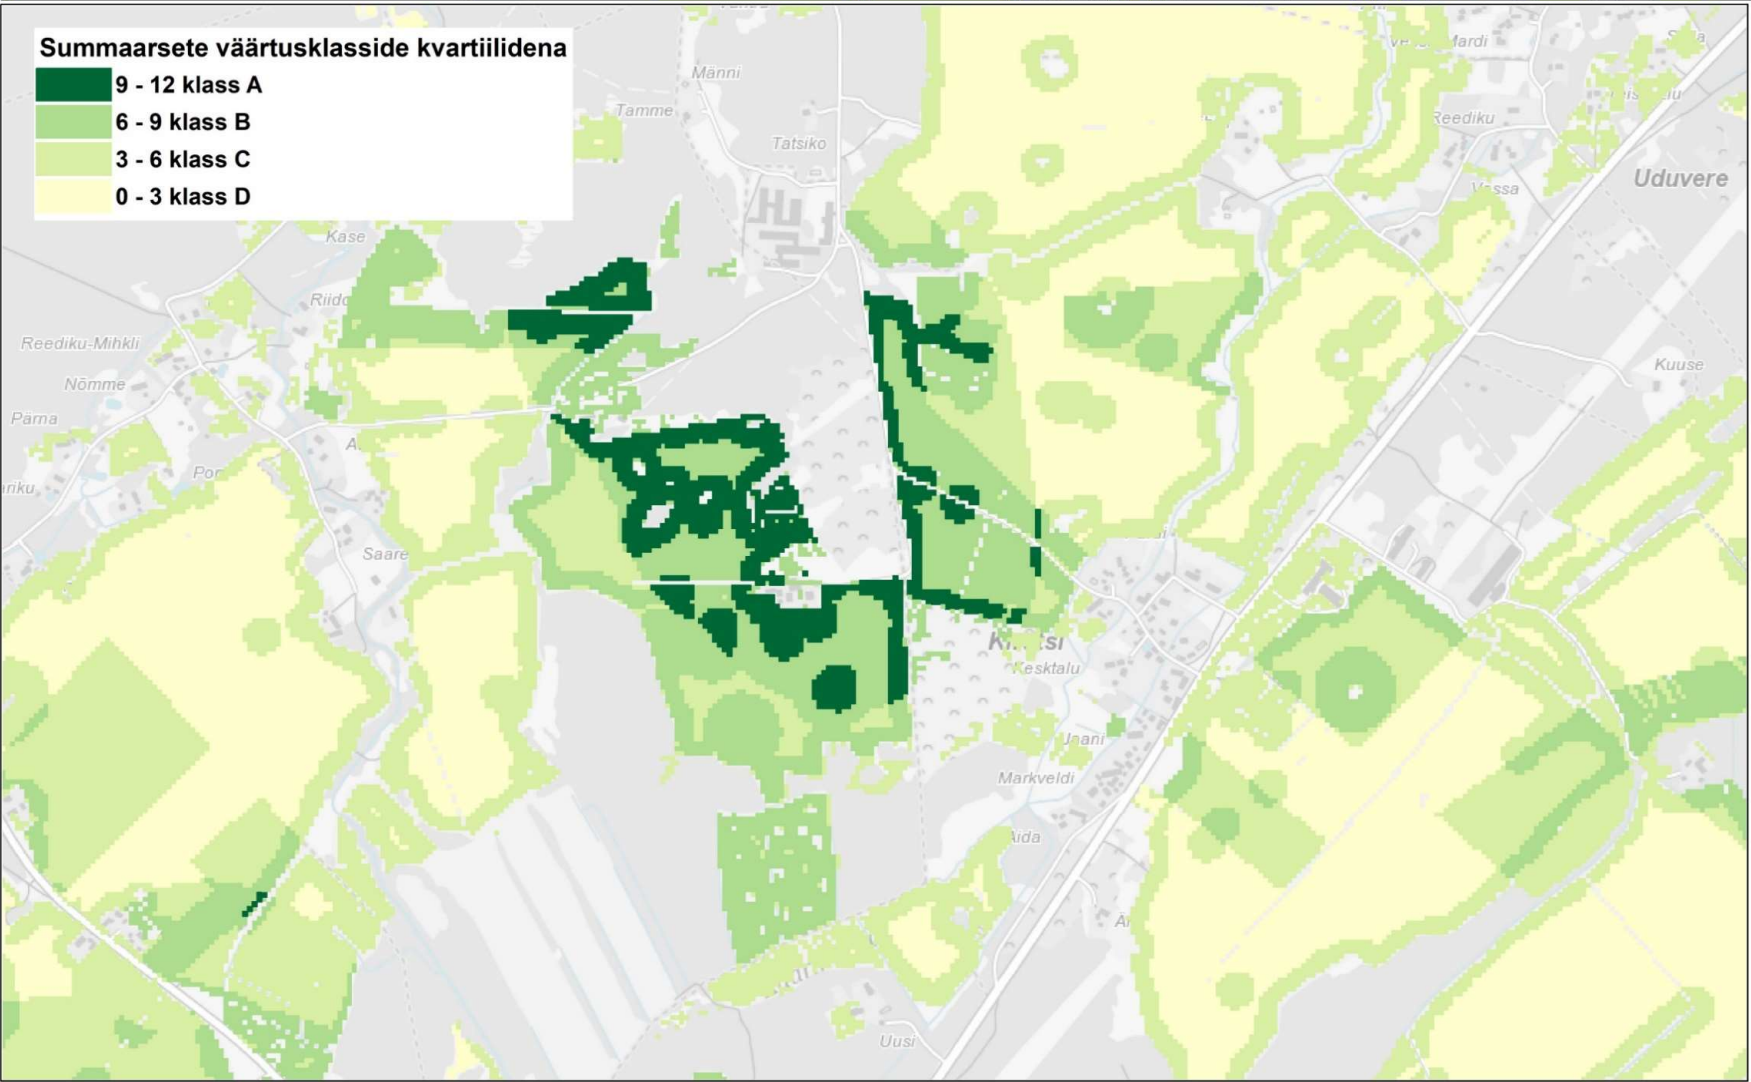 Summaarsete väärtusklasside kvartiilidena
9 - 12 klass A
6 - 9 klass B
3 - 6 klass C
0 - 3 klass D
Männi
Tamme
Tatsiko
Reediku
Vassa
Uduvere
Kase
Reediku-Mihkli
Nõmme
Pärna
Kuuse
Saare
Kesktalu
Jaani
Markveldi
Aida
Uusi